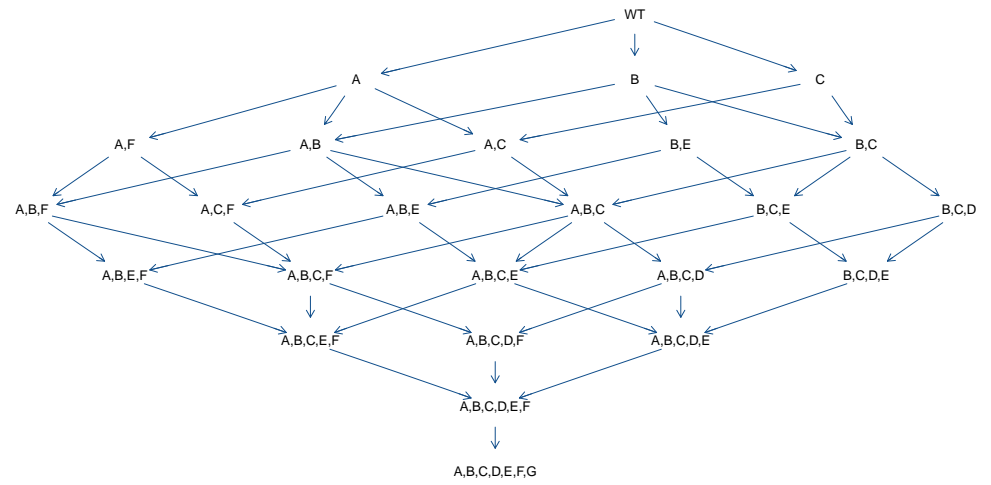 WT
A
B
C
A,F
A,B
A,C
B,E
B,C
A,B,F
A,C,F
A,B,E
A,B,C
B,C,E
B,C,D
A,B,E,F
A,B,C,F
A,B,C,E
A,B,C,D
B,C,D,E
A,B,C,E,F
A,B,C,D,F
A,B,C,D,E
A,B,C,D,E,F
A,B,C,D,E,F,G